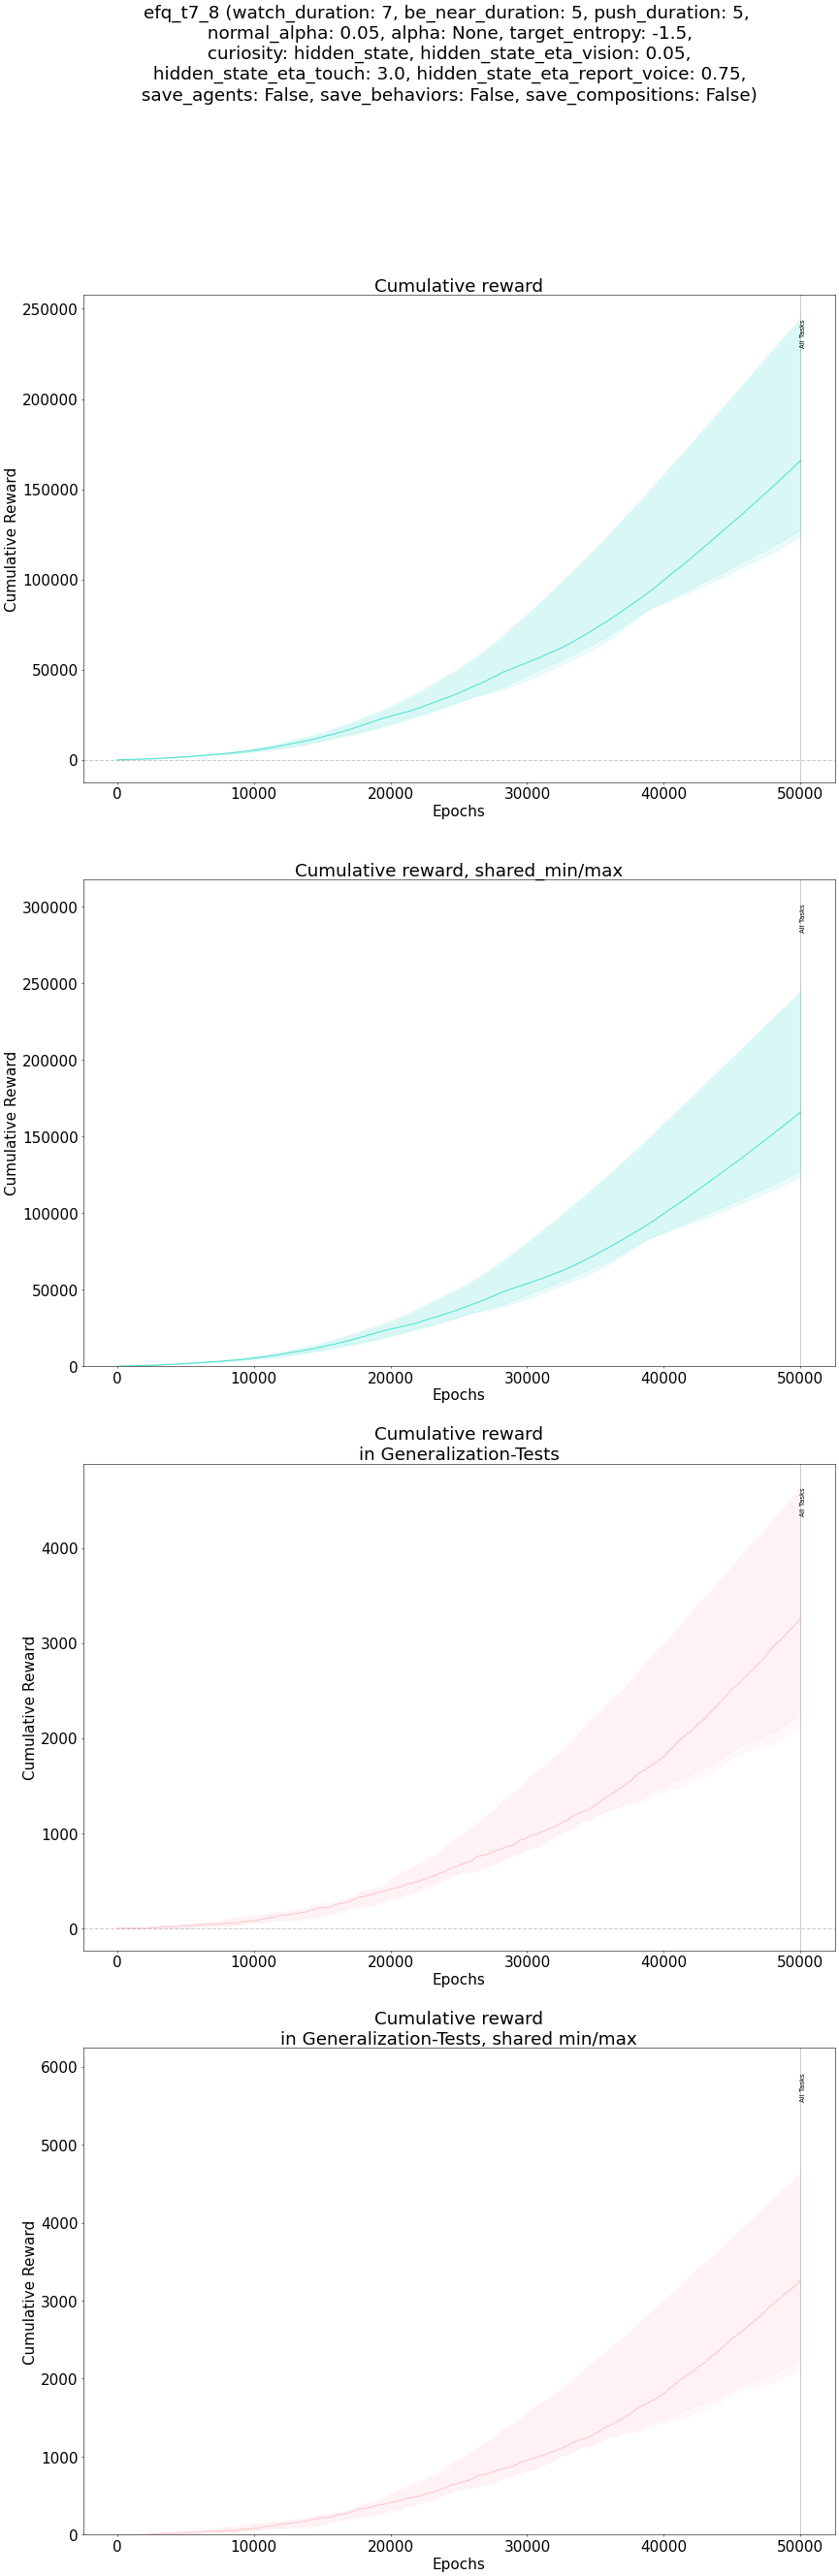 efq_t7_8 (watch_duration: 7, be_near_duration: 5, push_duration: 5,
normal_alpha: 0.05, alpha: None, target_entropy: -1.5,
curiosity: hidden_state, hidden_state_eta_vision: 0.05,
hidden_state_eta_touch: 3.0, hidden_state_eta_report_voice: 0.75,
save_agents: False, save_behaviors: False, save_compositions: False)
Cumulative reward
250000
200000
150000
100000
50000
0
Cumulative Reward
All Tasks
0 10000 20000 30000 40000 50000
Epochs
Cumulative reward, shared_min/max
300000
250000
200000
150000
100000
50000
0
Cumulative Reward
All Tasks
0 10000 20000 30000 40000 50000
Epochs
Cumulative reward
in Generalization-Tests
4000
3000
2000
1000
0
Cumulative Reward
All Tasks
0 10000 20000 30000 40000 50000
Epochs
Cumulative reward
in Generalization-Tests, shared min/max
6000
5000
4000
3000
2000
1000
0
Cumulative Reward
All Tasks
0 10000 20000 30000 40000 50000
Epochs